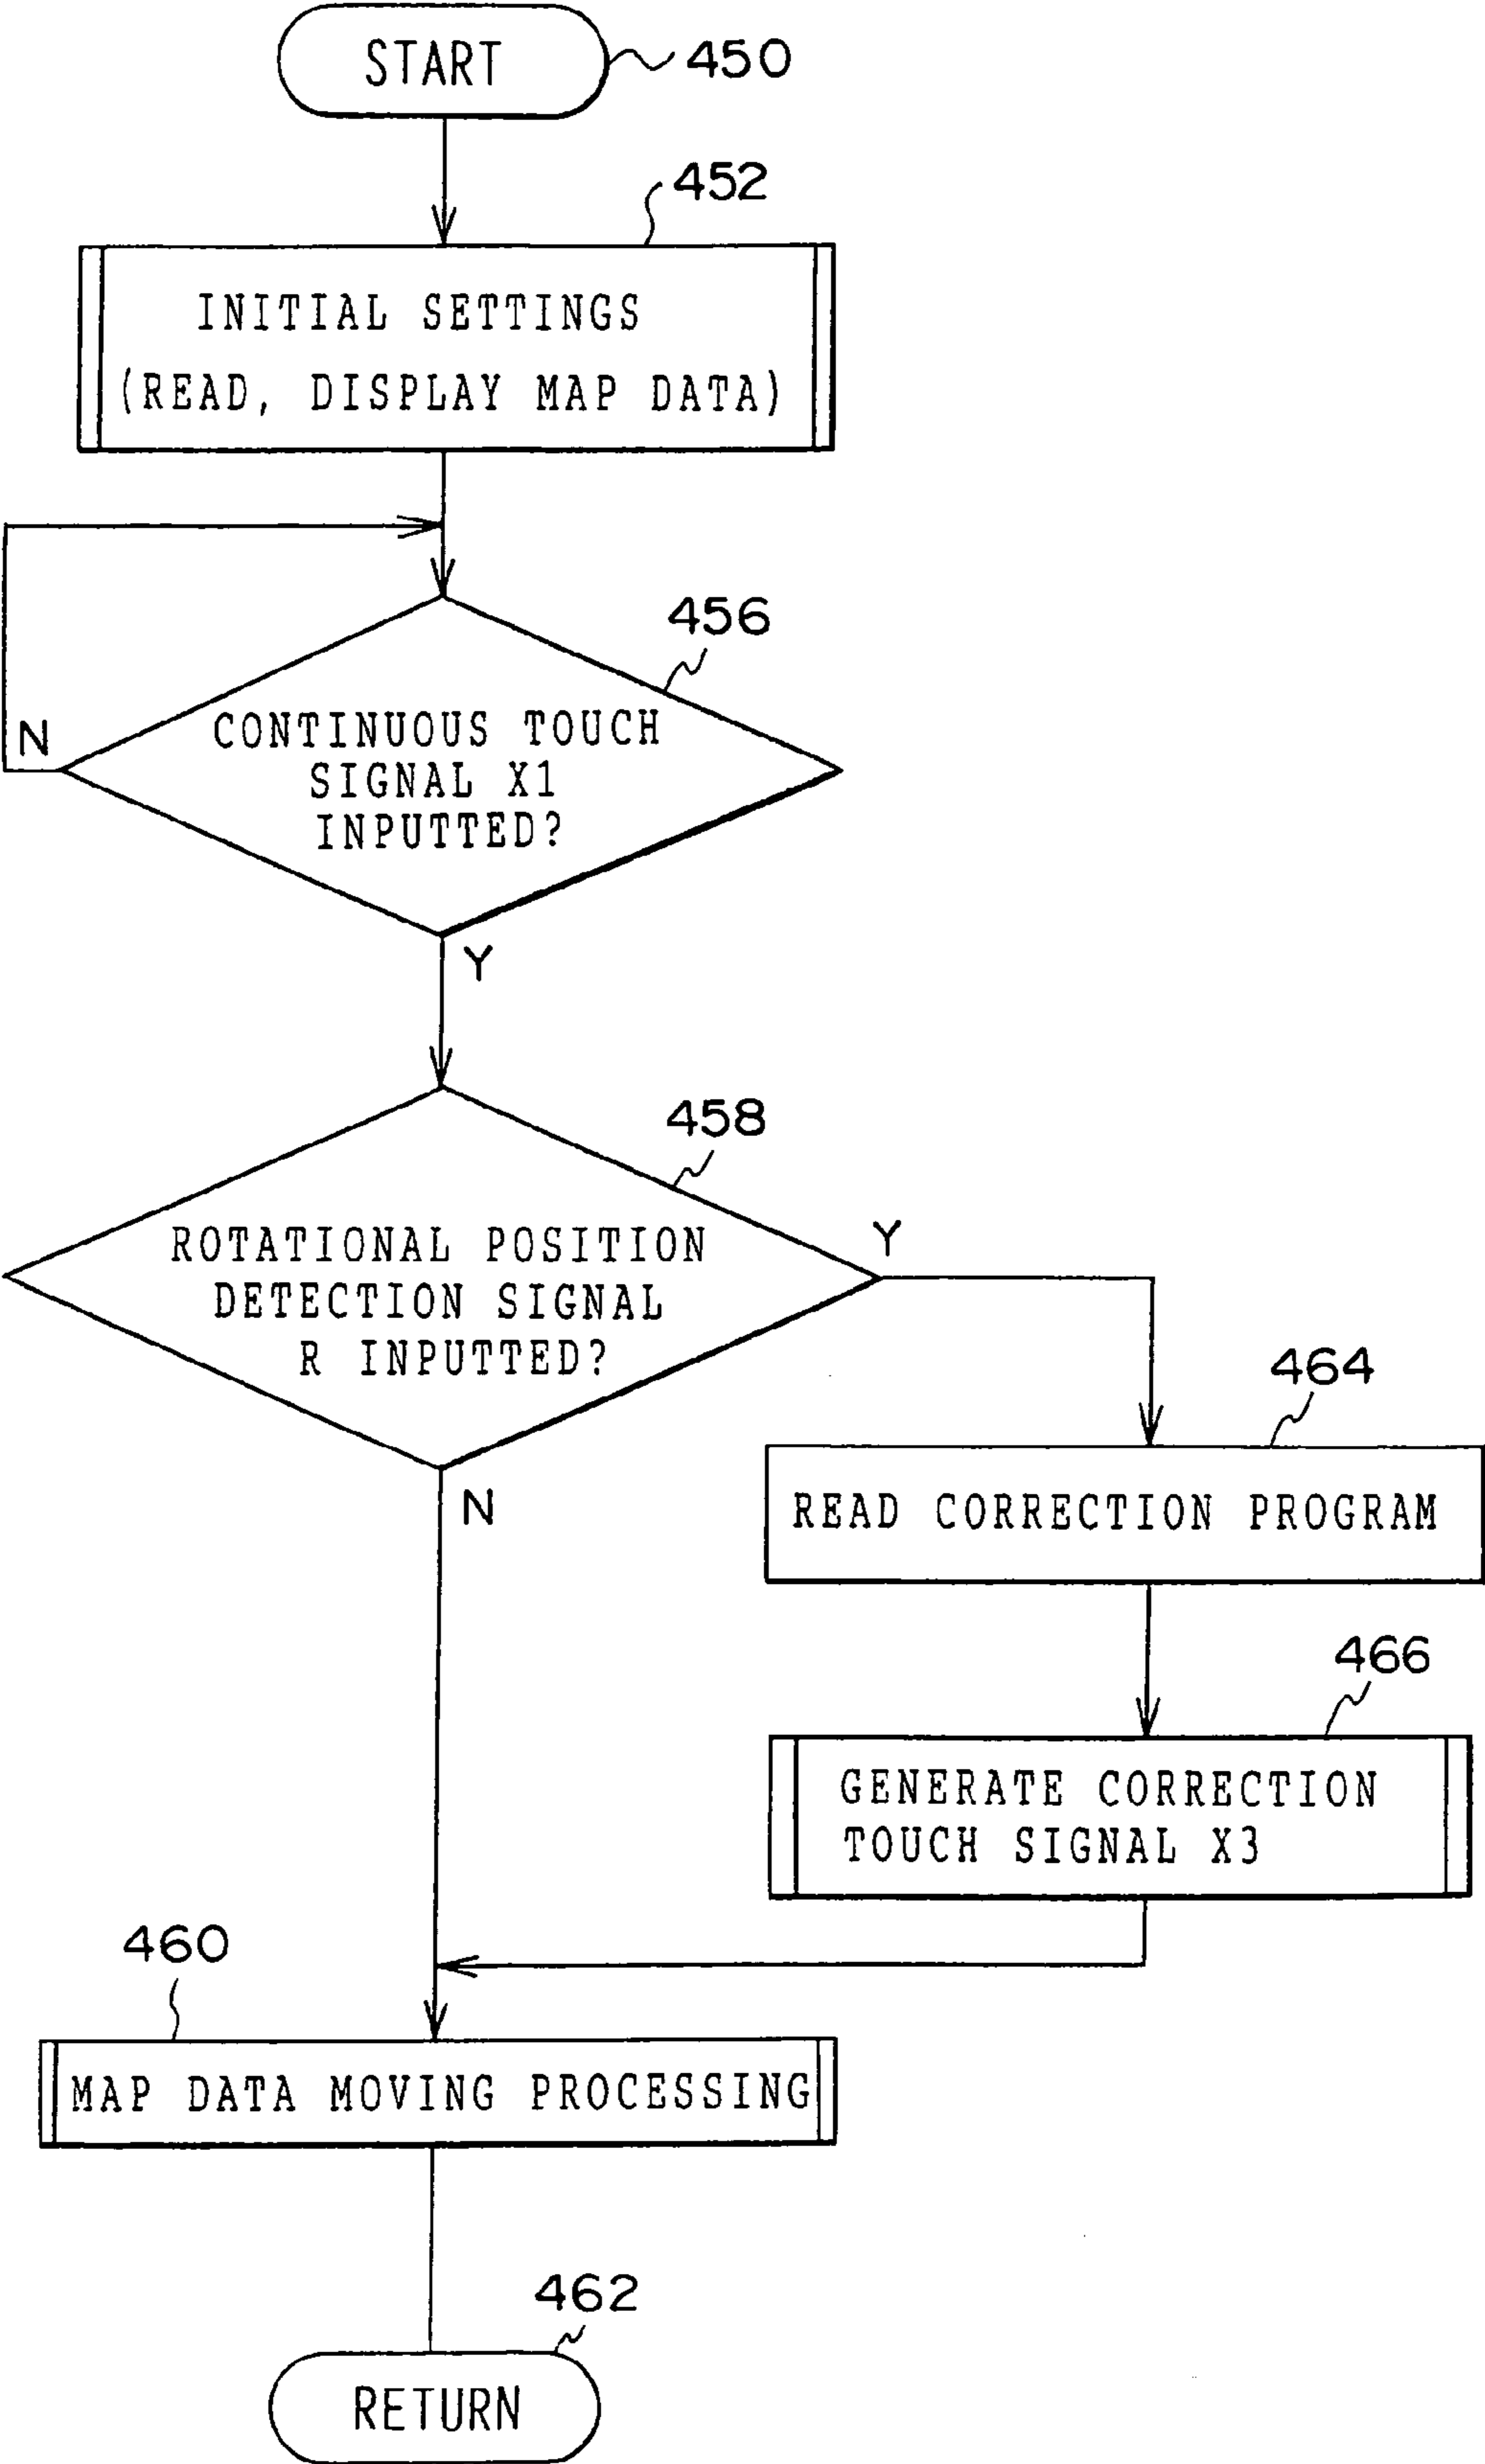 START
450
452
INITIAL SETTINGS
(READ, DISPLAY MAP DATA)
456
CONTINUOUS TOUCH
SIGNAL X1
INPUTTED?
N
Y
458
ROTATIONAL POSITION
DETECTION SIGNAL
R INPUTTED?
Y
N
464
READ CORRECTION PROGRAM
466
GENERATE CORRECTION
TOUCH SIGNAL X3
460
MAP DATA MOVING PROCESSING
462
RETURN